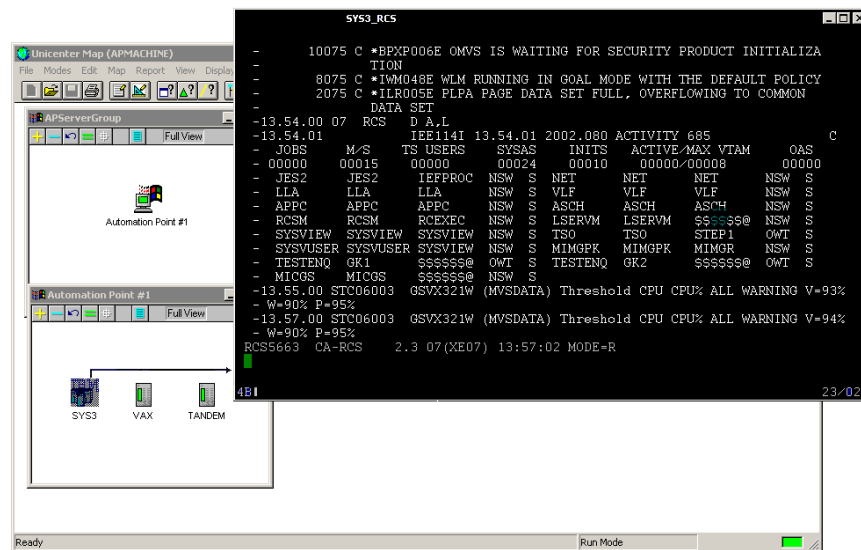 SYS3_RCS
- 10075 C *BPXP006E OMVS IS WAITING FOR SECURITY PRODUCT INITIALIZA
- TION
- 8075 C *IWM048E WLM RUNNING IN GOAL MODE WITH THE DEFAULT POLICY
- 2075 C *ILR005E PLPA PAGE DATA SET FULL, OVERFLOWING TO COMMON
- DATA SET
-13.54.00 07 RCS D A,L
-13.54.01 IEE114I 13.54.01 2002.080 ACTIVITY 685 C
- JOBS M/S TS USERS SYSAS INITS ACTIVE/MAX VTAM OAS
- 00000 00015 00000 00024 00010 00000/00008 00000
- JES2 JES2 IEFPROC NSW S NET NET NET NSW S
- LLA LLA LLA NSW S VLF VLF VLF NSW S
- APPC APPC APPC NSW S ASCH ASCH ASCH NSW S
- RCSM RCSM RCEXEC NSW S LSERVM LSERVM $$$$$$@ NSW S
- SYSVIEW SYSVIEW SYSVIEW NSW S TSO TSO STEP1 OWT S
- SYSVUSER SYSVUSER SYSVIEW NSW S MIMGPK MIMGPK MIMGR NSW S
- TESTENQ GK1 $$$$$$@ OWT S TESTENQ GK2 $$$$$$@ OWT S
- MICGS MICGS $$$$$$@ NSW S
-13.55.00 STC06003 GSVX321W (MVSDATA) Threshold CPU CPU% ALL WARNING V=93%
- W=90% P=95%
-13.57.00 STC06003 GSVX321W (MVSDATA) Threshold CPU CPU% ALL WARNING V=94%
- W=90% P=95%
RCS5663 CA-RCS 2.3 07(XE07) 13:57:02 MODE=R
4B 23/02
Unicenter Map (APMACHINE)
File Modes Edit Map Report View Display
APServerGroup
Full View
Automation Point #1
Automation Point #1
Full View
SYS3 VAX TANDEM
Ready Run Mode